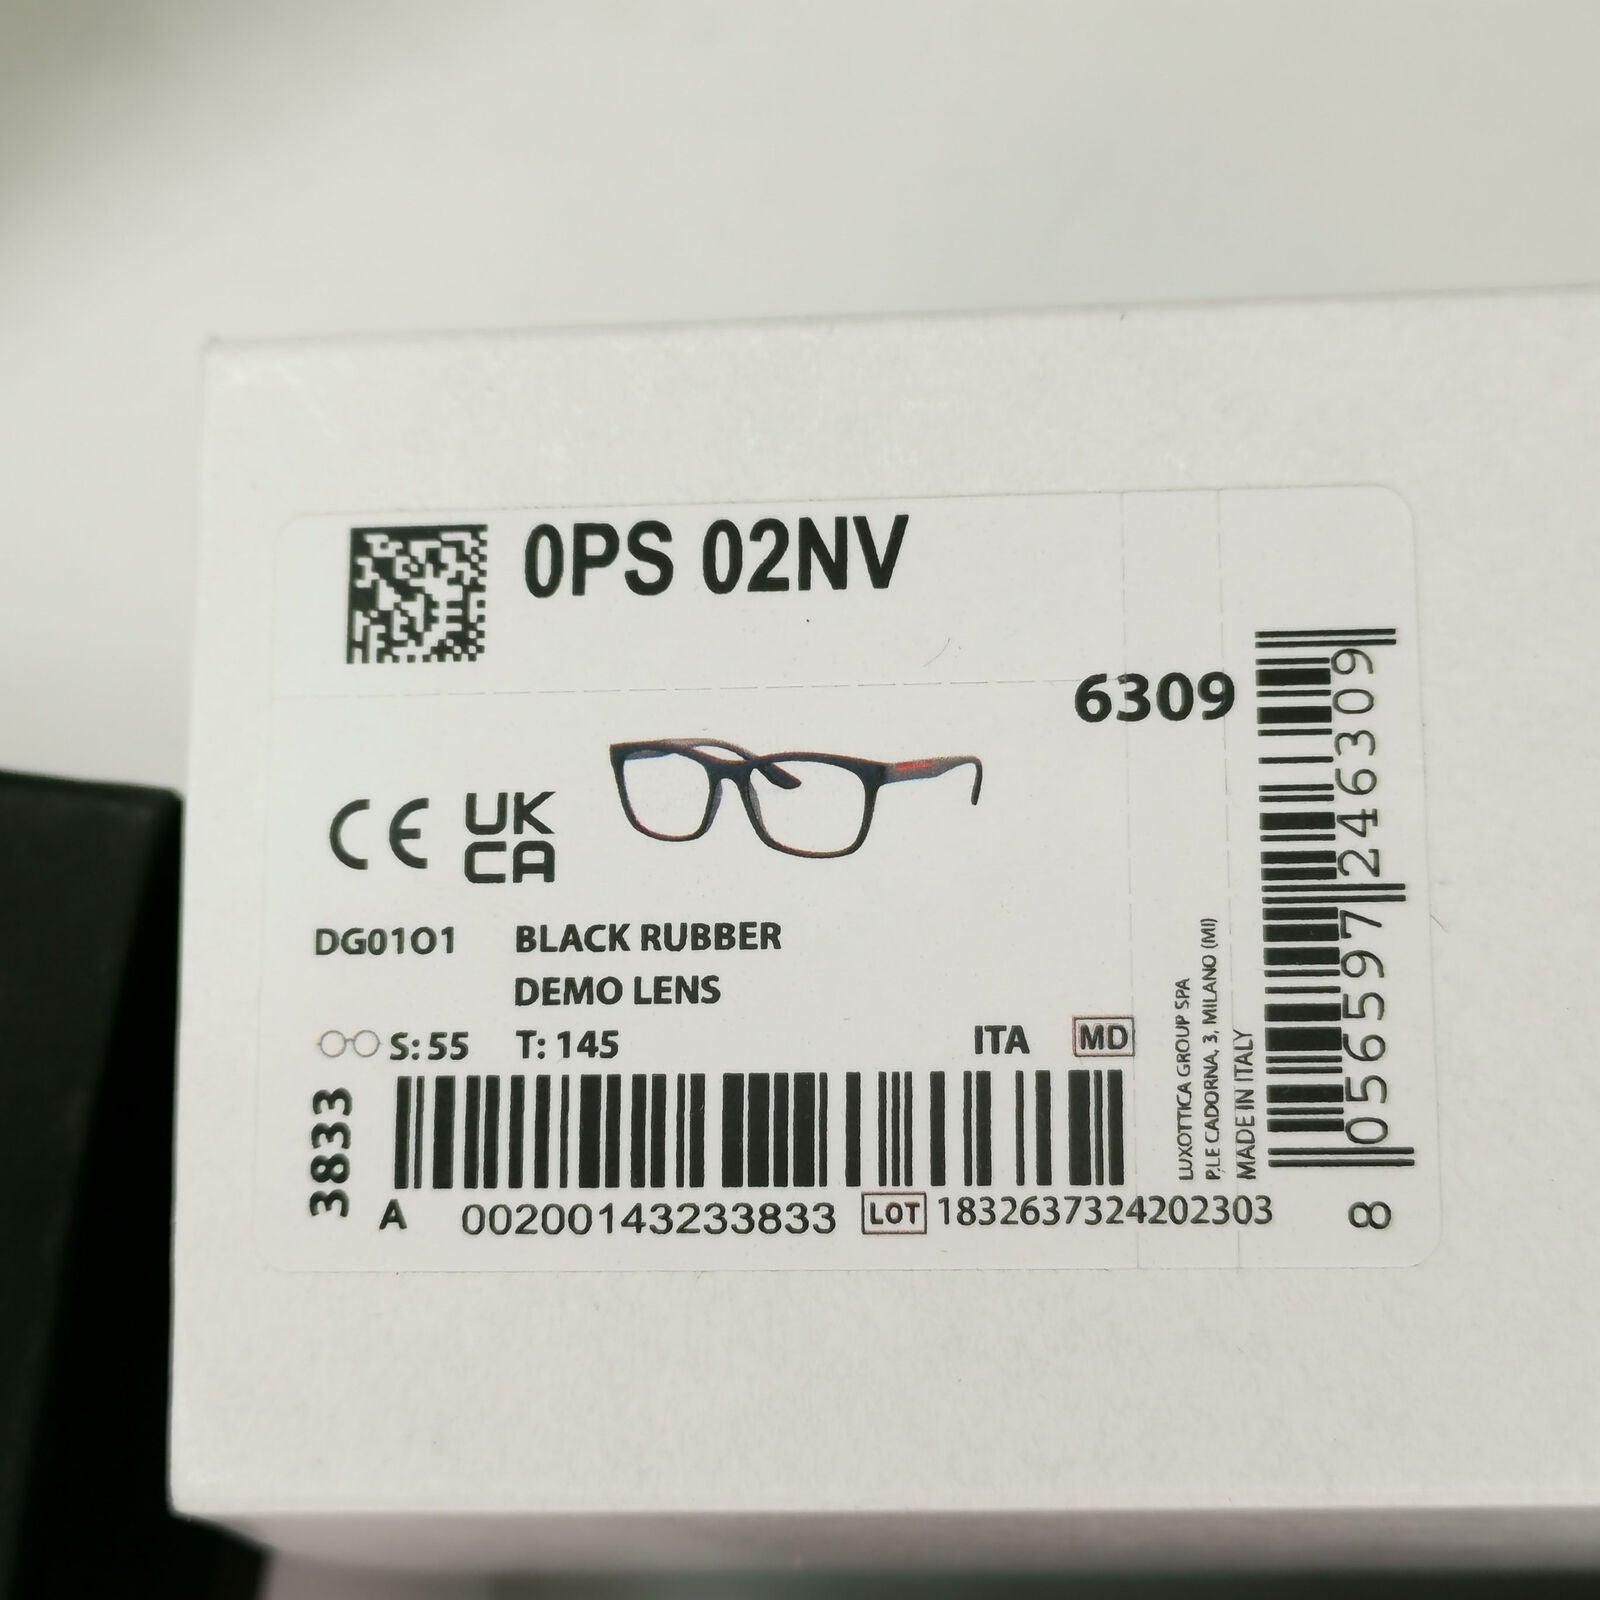 0PS 02NV
6309
CE
UK
CA
DG01O1 BLACK RUBBER
DEMO LENS
S: 55 T: 145 ITA MD
3833
A 00200143233833 LOT 1832637324202303
LUXOTTICA GROUP SPA
P.LE CADORNA, 3, MILANO (MI)
MADE IN ITALY
8 056597 246309